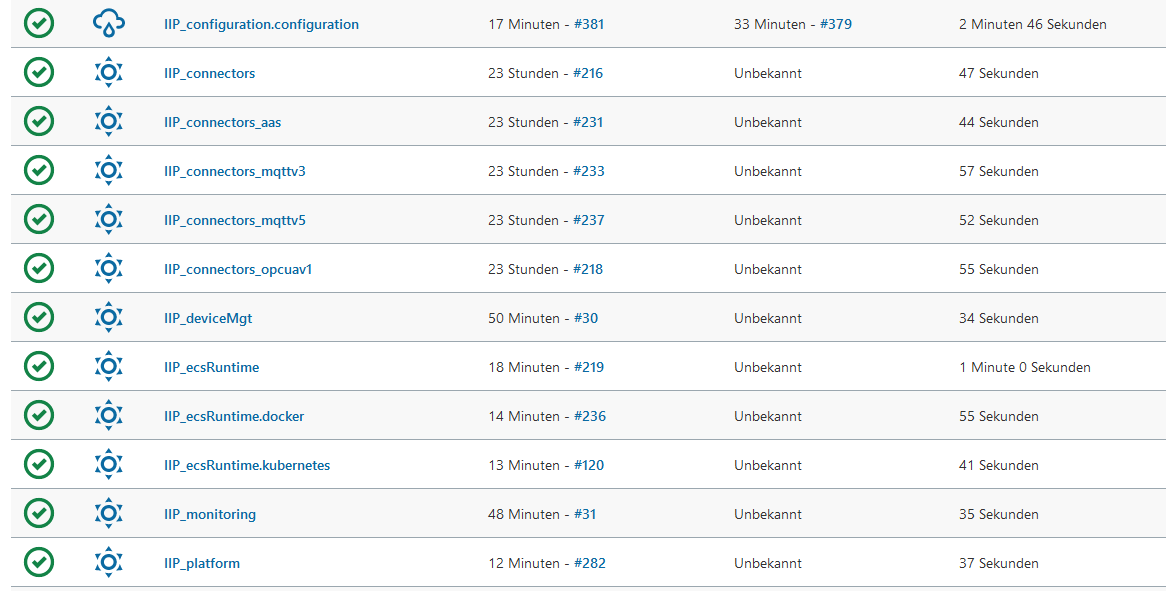 IIP_configuration.configuration 17 Minuten - #381 33 Minuten - #379 2 Minuten 46 Sekunden
IIP_connectors 23 Stunden - #216 Unbekannt 47 Sekunden
IIP_connectors_aas 23 Stunden - #231 Unbekannt 44 Sekunden
IIP_connectors_mqttv3 23 Stunden - #233 Unbekannt 57 Sekunden
IIP_connectors_mqttv5 23 Stunden - #237 Unbekannt 52 Sekunden
IIP_connectors_opcuav1 23 Stunden - #218 Unbekannt 55 Sekunden
IIP_deviceMgt 50 Minuten - #30 Unbekannt 34 Sekunden
IIP_ecsRuntime 18 Minuten - #219 Unbekannt 1 Minute 0 Sekunden
IIP_ecsRuntime.docker 14 Minuten - #236 Unbekannt 55 Sekunden
IIP_ecsRuntime.kubernetes 13 Minuten - #120 Unbekannt 41 Sekunden
IIP_monitoring 48 Minuten - #31 Unbekannt 35 Sekunden
IIP_platform 12 Minuten - #282 Unbekannt 37 Sekunden